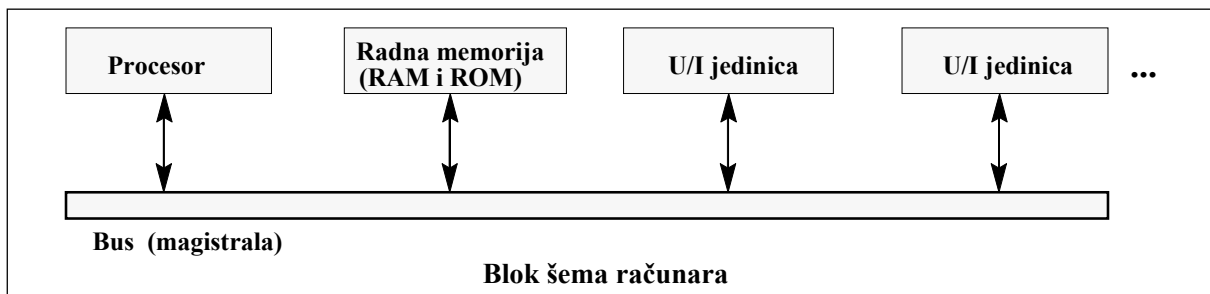 Procesor
Radna memorija
(RAM i ROM)
U/I jedinica
U/I jedinica
...
Bus (magistrala)
Blok šema računara